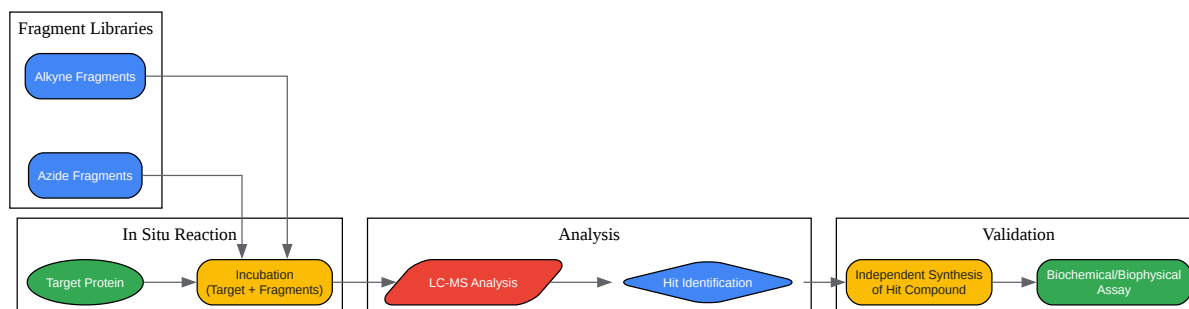 Fragment Libraries
Alkyne Fragments
Azide Fragments
In Situ Reaction
Target Protein
Incubation
(Target + Fragments)
Analysis
LC-MS Analysis
Hit Identification
Validation
Independent Synthesis
of Hit Compound
Biochemical/Biophysical
Assay